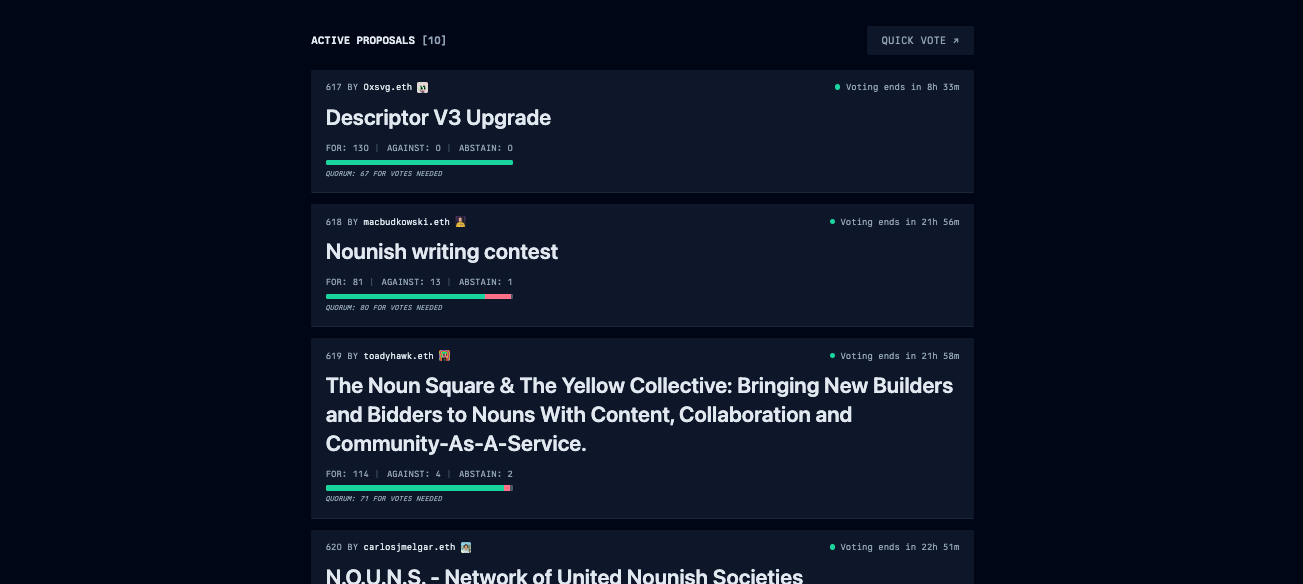 ACTIVE PROPOSALS [10]
QUICK VOTE ↗
617 BY 0xsvg.eth
Voting ends in 8h 33m
Descriptor V3 Upgrade
FOR: 130 | AGAINST: 0 | ABSTAIN: 0
QUORUM: 67 FOR VOTES NEEDED
618 BY macbudkowski.eth
Voting ends in 21h 56m
Nounish writing contest
FOR: 81 | AGAINST: 13 | ABSTAIN: 1
QUORUM: 80 FOR VOTES NEEDED
619 BY toadyhawk.eth
Voting ends in 21h 58m
The Noun Square & The Yellow Collective: Bringing New Builders
and Bidders to Nouns With Content, Collaboration and
Community-As-A-Service.
FOR: 114 | AGAINST: 4 | ABSTAIN: 2
QUORUM: 71 FOR VOTES NEEDED
620 BY carlosjmelgar.eth
Voting ends in 22h 51m
N.O.U.N.S. - Network of United Nounish Societies